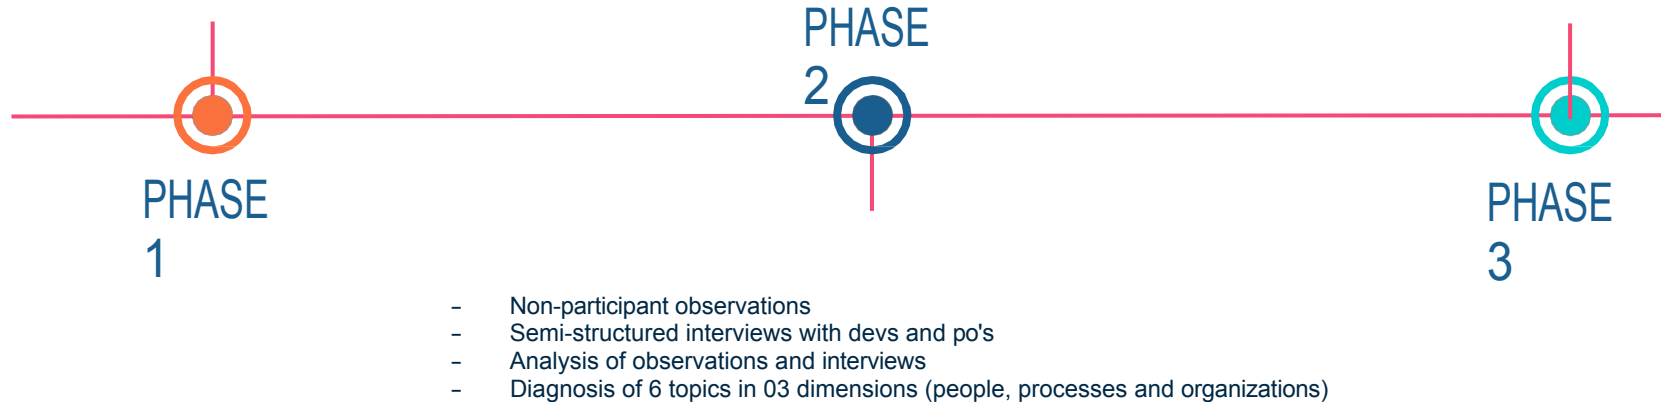 PHASE
1
PHASE
2
PHASE
3
- Non-participant observations
- Semi-structured interviews with devs and po's
- Analysis of observations and interviews
- Diagnosis of 6 topics in 03 dimensions (people, processes and organizations)